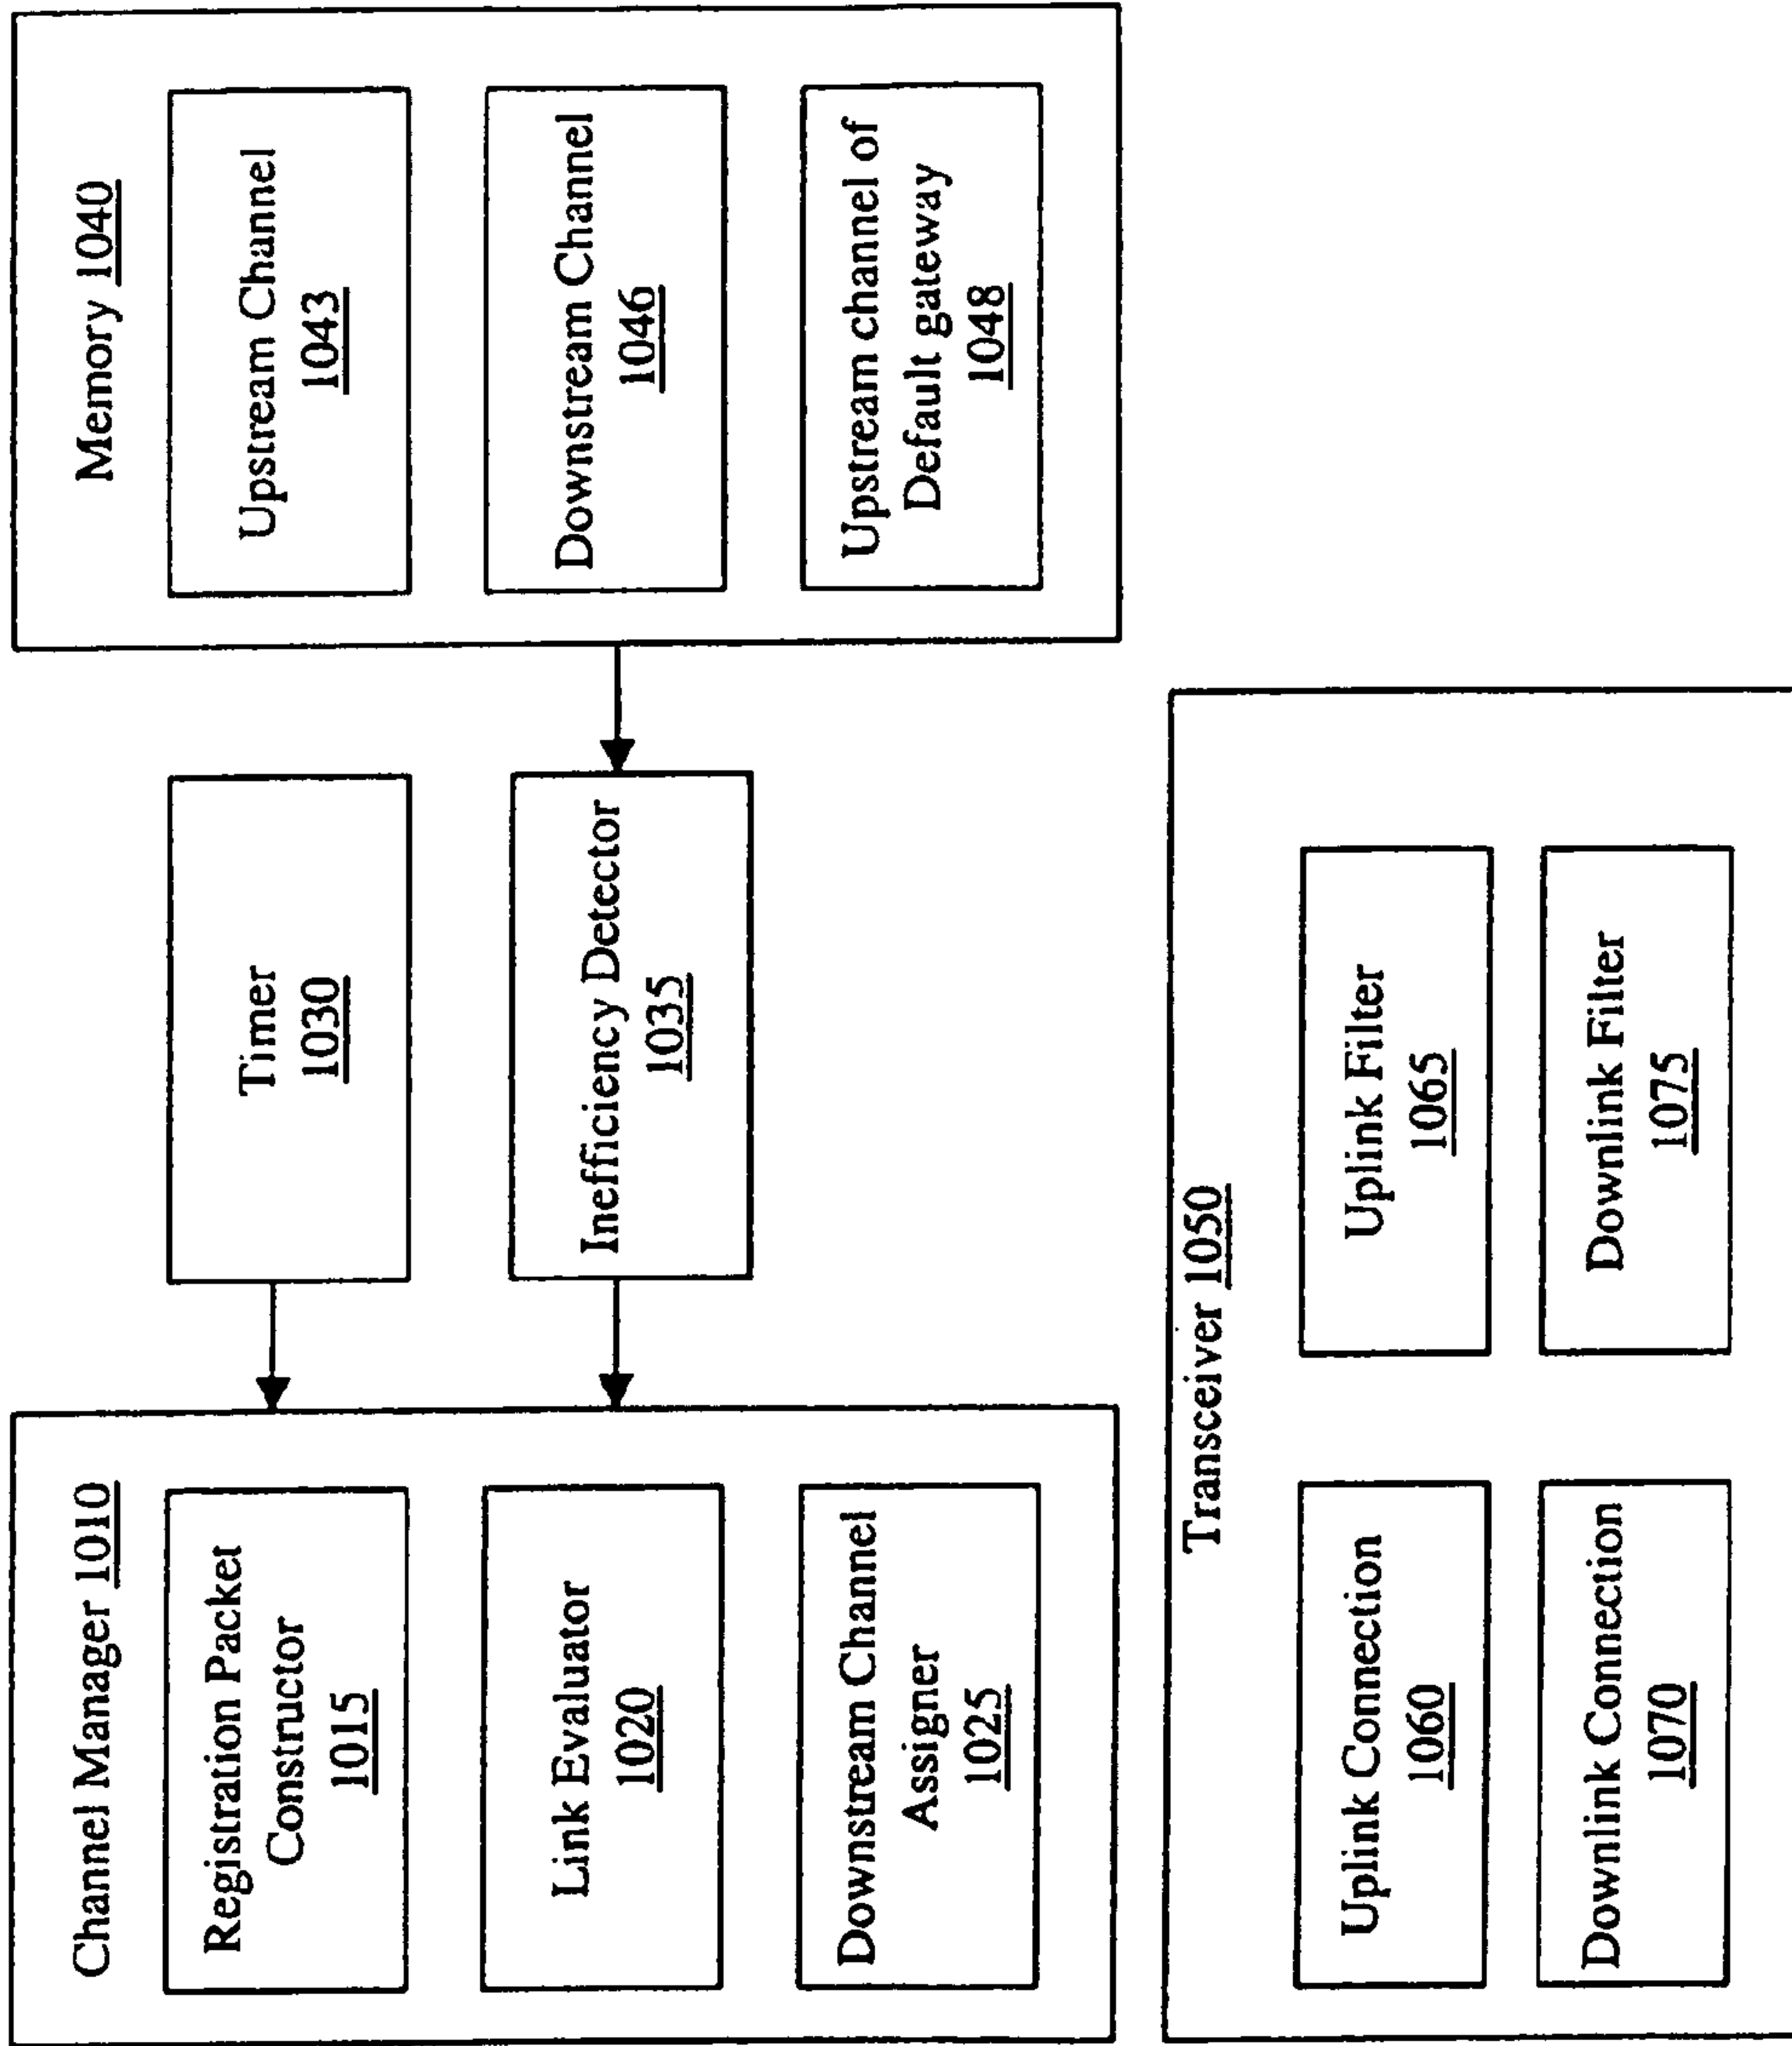 Channel Manager 1010
Registration Packet
Constructor
1015
Link Evaluator
1020
Downstream Channel
Assigner
1025
Timer
1030
Inefficiency Detector
1035
Memory 1040
Upstream Channel
1043
Downstream Channel
1046
Upstream channel of
Default gateway
1048
Transceiver 1050
Uplink Connection
1060
Uplink Filter
1065
Downlink Connection
1070
Downlink Filter
1075